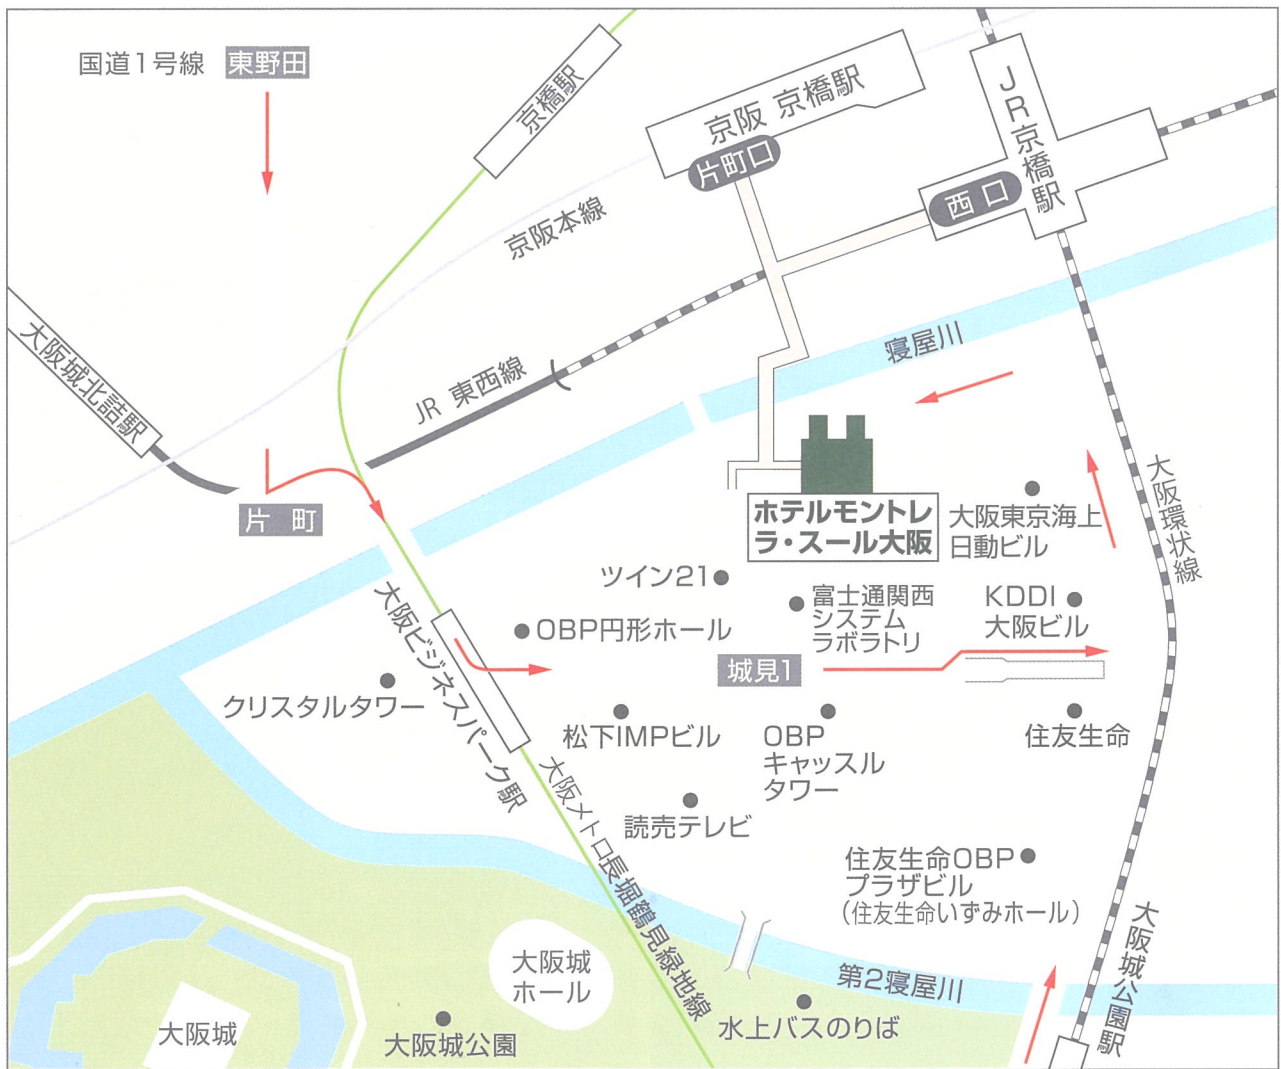 国道1号線 東野田
京橋駅
京阪 京橋駅
片町口
JR京橋駅
西口
京阪本線
大阪城北詰駅
JR 東西線
寝屋川
片 町
ホテルモントレ
ラ・スール大阪
大阪東京海上
日動ビル
大阪環状線
ツイン21
富士通関西
システム
ラボラトリ
KDDI
大阪ビル
OBP円形ホール
城見1
大阪ビジネスパーク駅
クリスタルタワー
松下IMPビル
OBP
キャッスル
タワー
住友生命
大阪メトロ長堀鶴見緑地線
読売テレビ
住友生命OBP
プラザビル
（住友生命いずみホール）
大阪城公園駅
大阪城
ホール
第2寝屋川
水上バスのりば
大阪城
大阪城公園